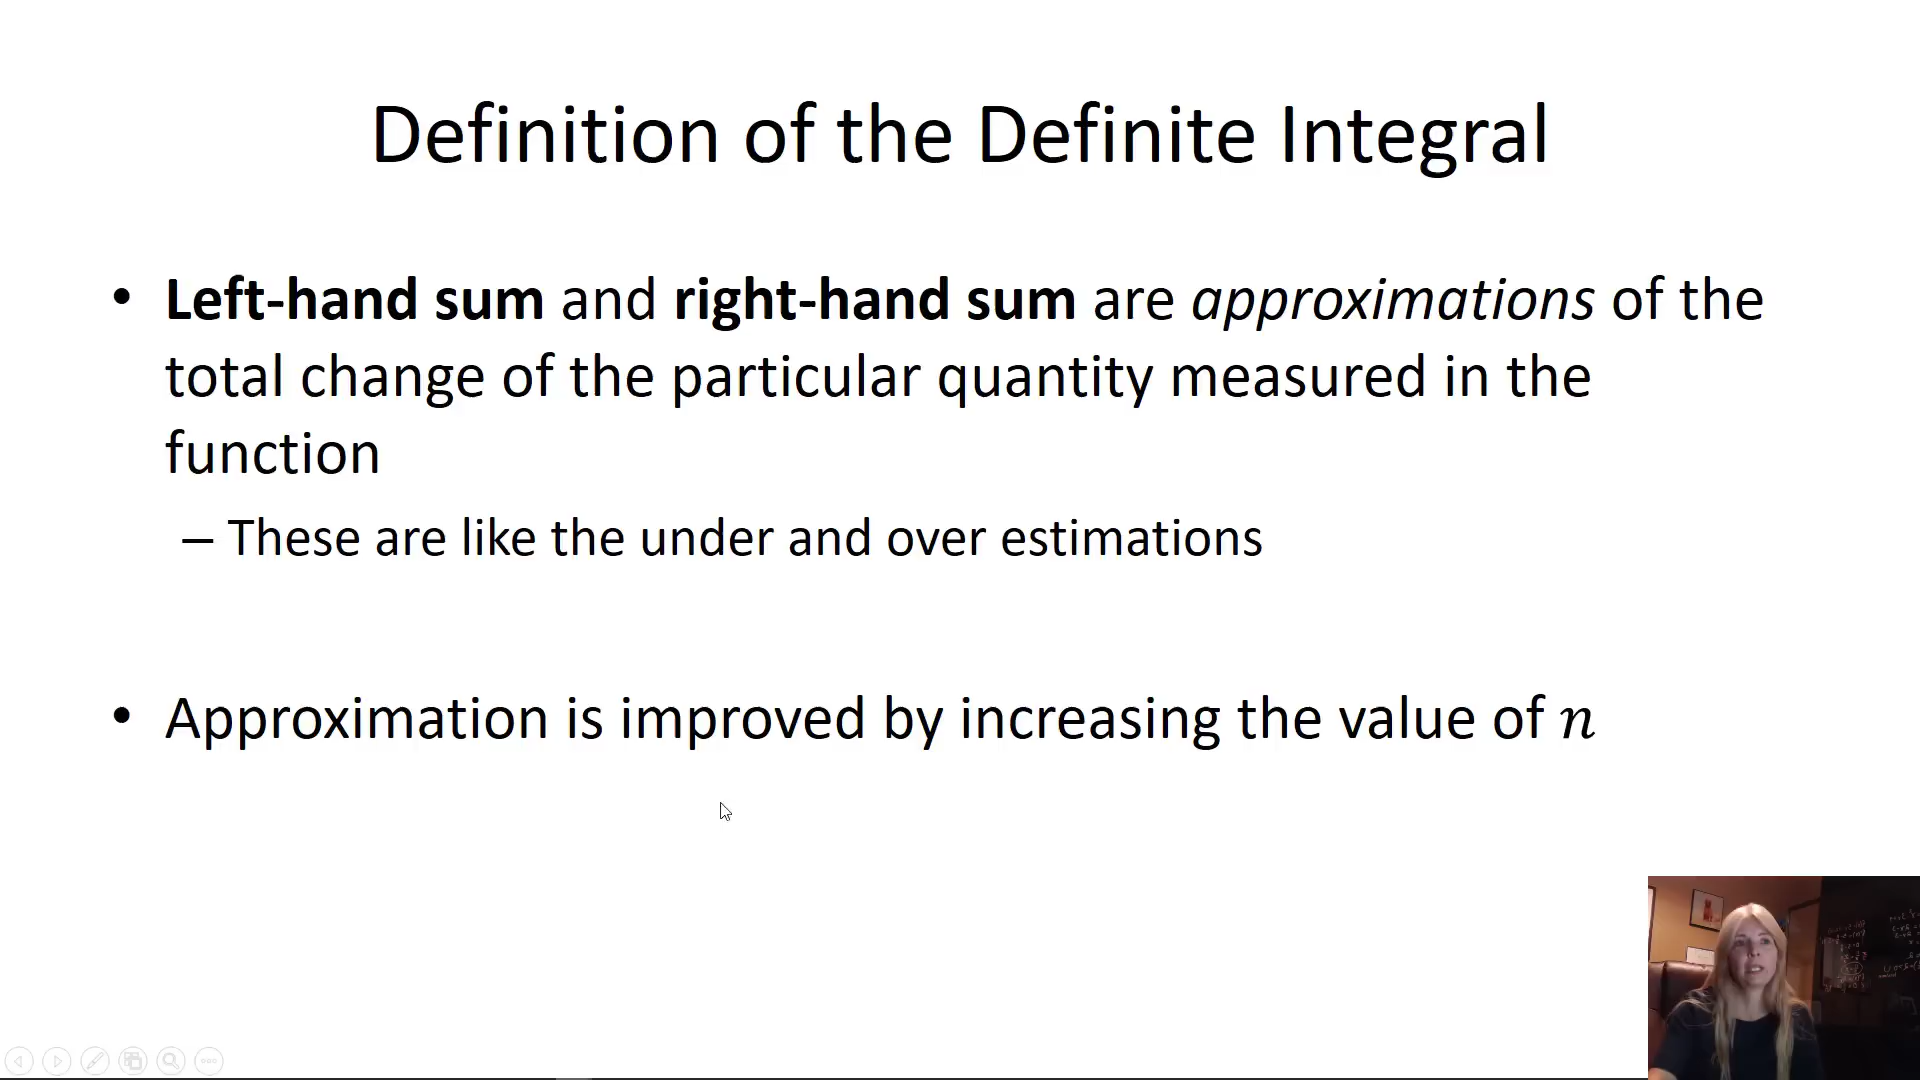 Definition of the Definite Integral
• Left-hand sum and right-hand sum are approximations of the
total change of the particular quantity measured in the
function
– These are like the under and over estimations
• Approximation is improved by increasing the value of n